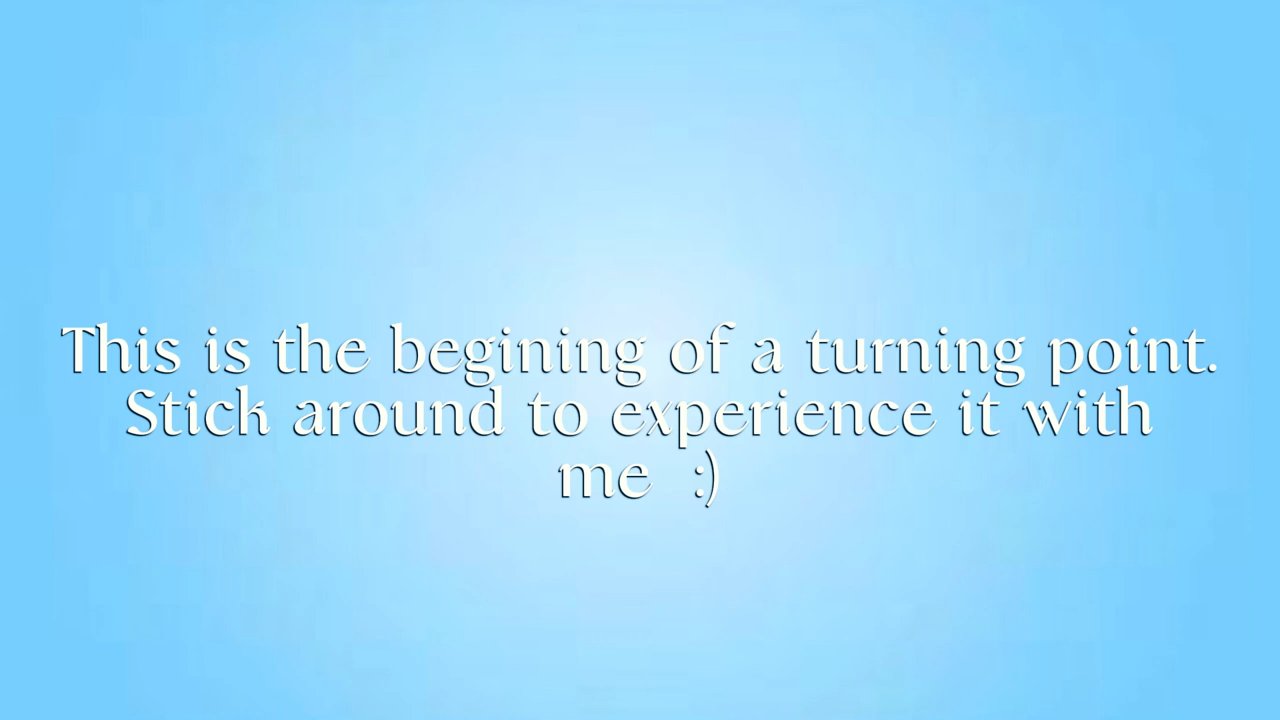 This is the begining of a turning point.
Stick around to experience it with
me :)